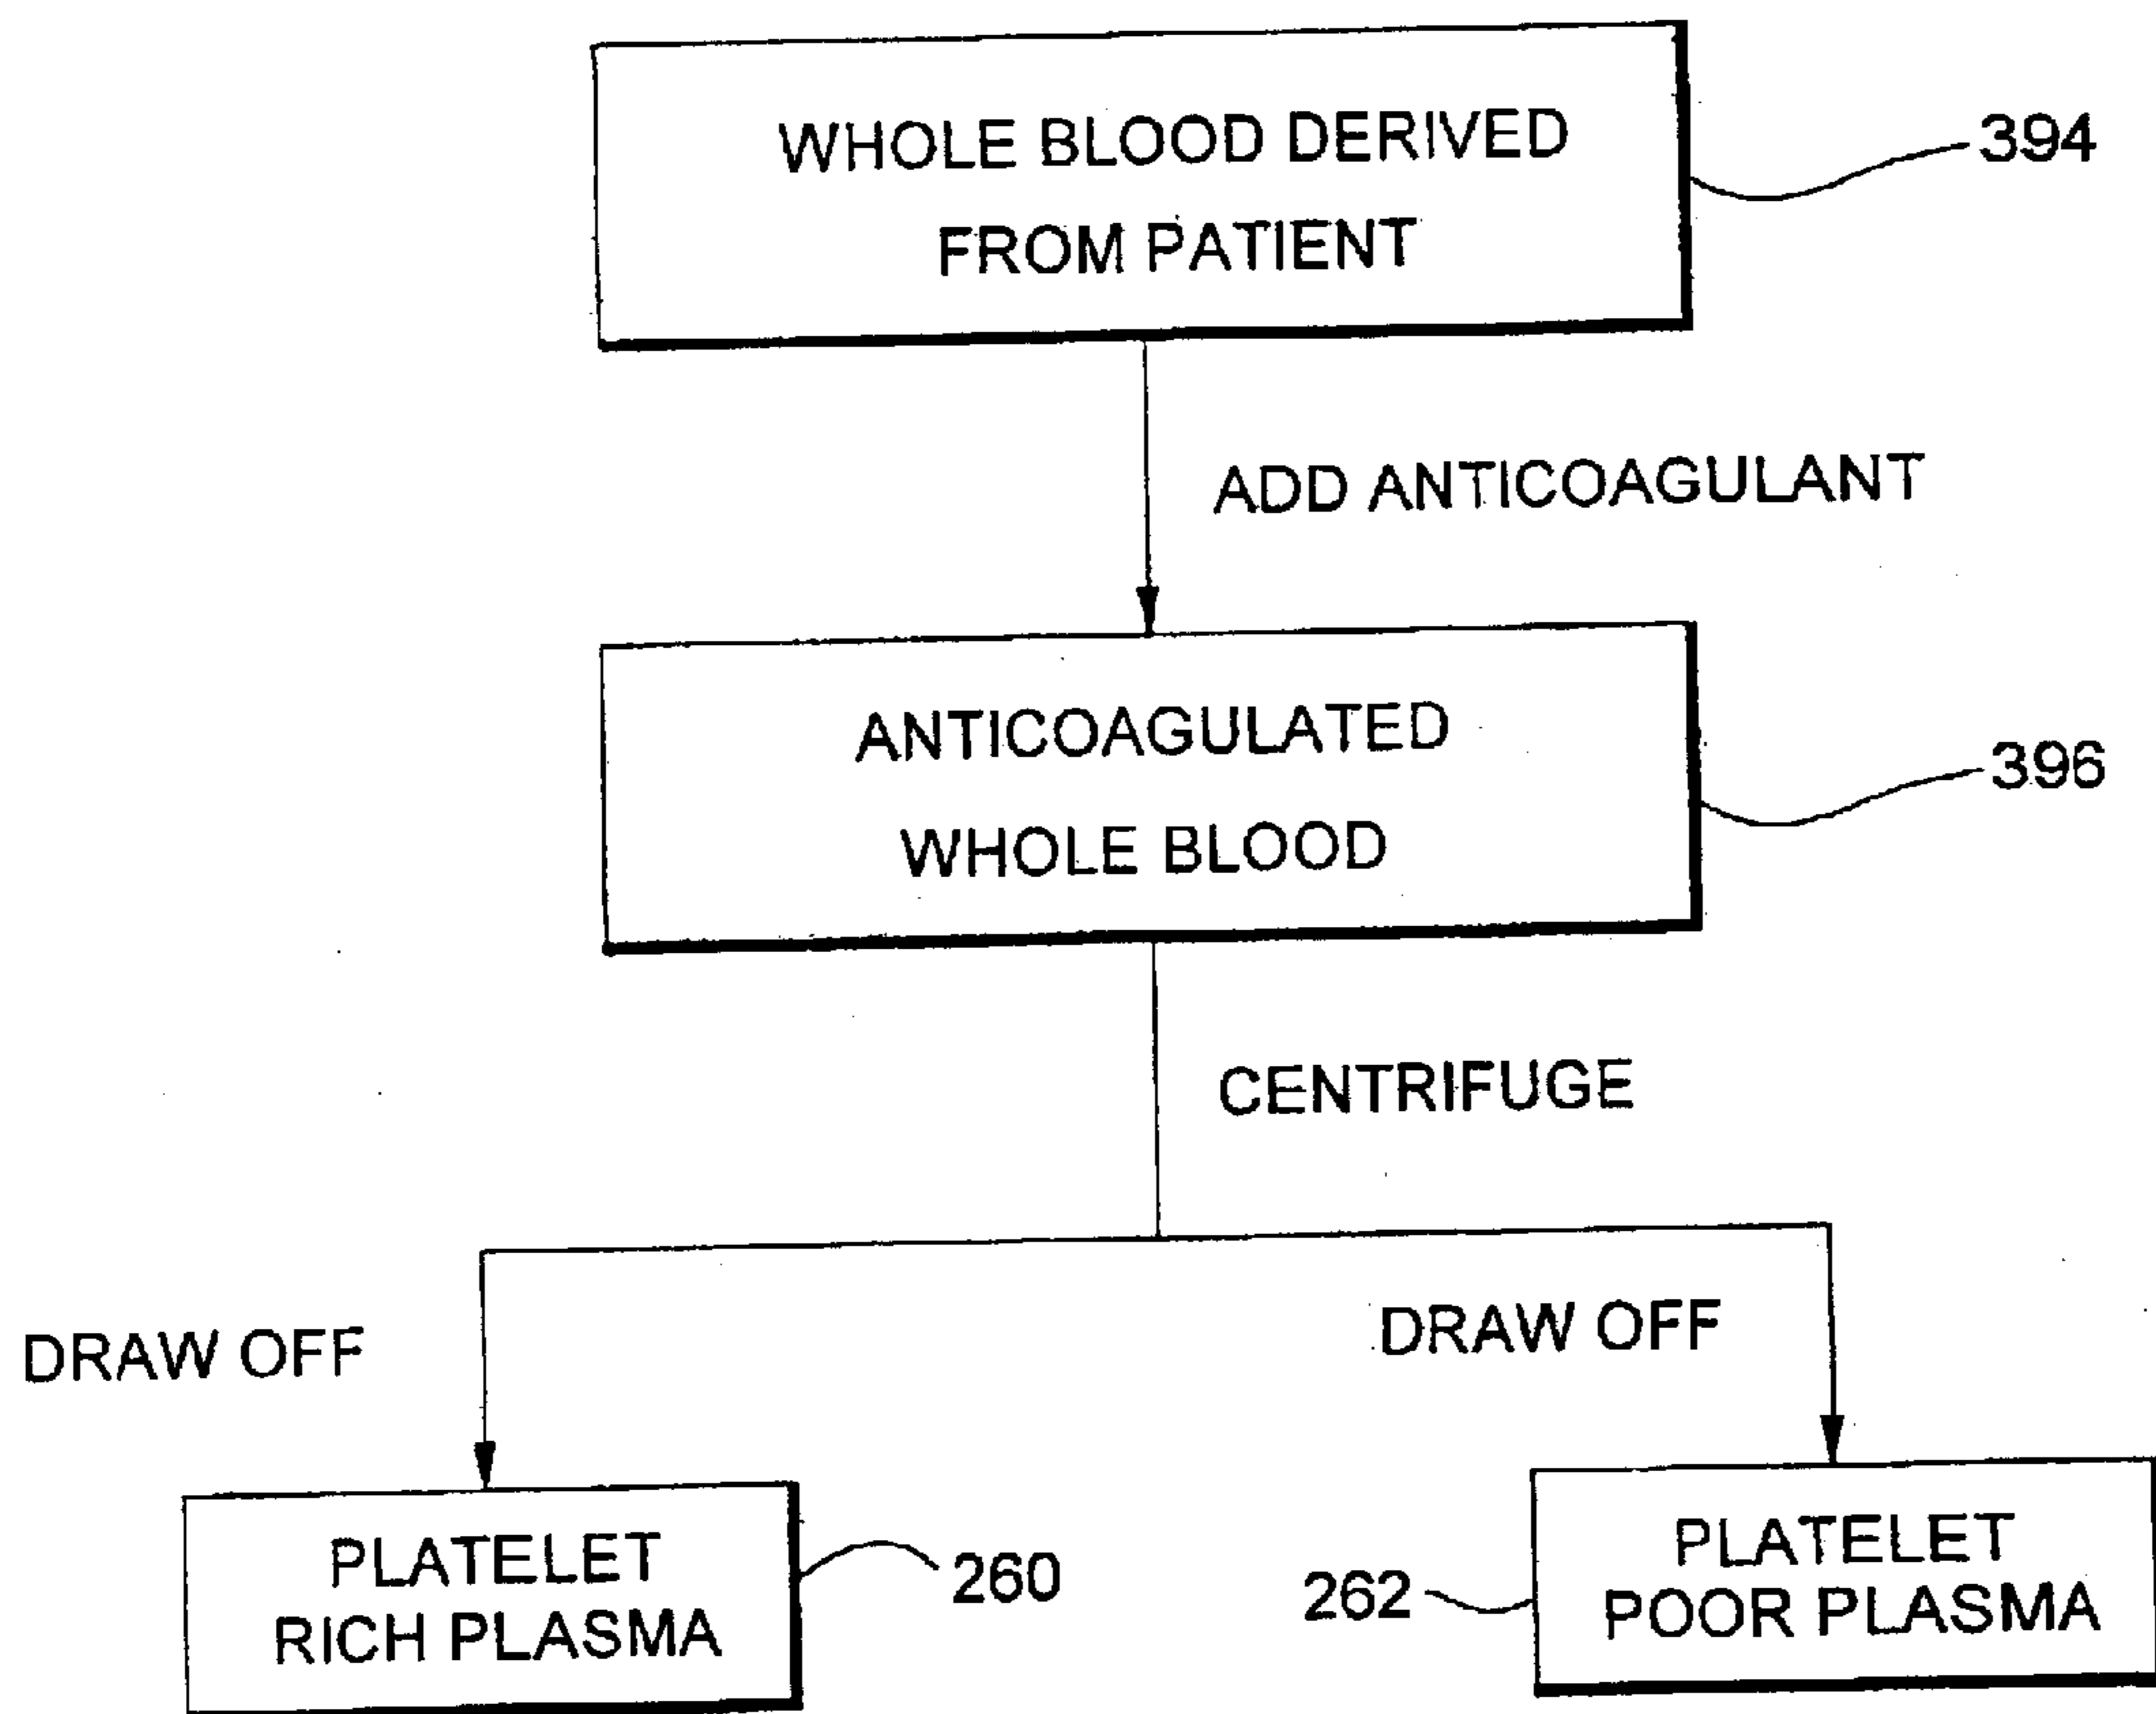 WHOLE BLOOD DERIVED
FROM PATIENT
394
ADD ANTICOAGULANT
ANTICOAGULATED
WHOLE BLOOD
396
CENTRIFUGE
DRAW OFF
DRAW OFF
PLATELET
RICH PLASMA
260
262
PLATELET
POOR PLASMA